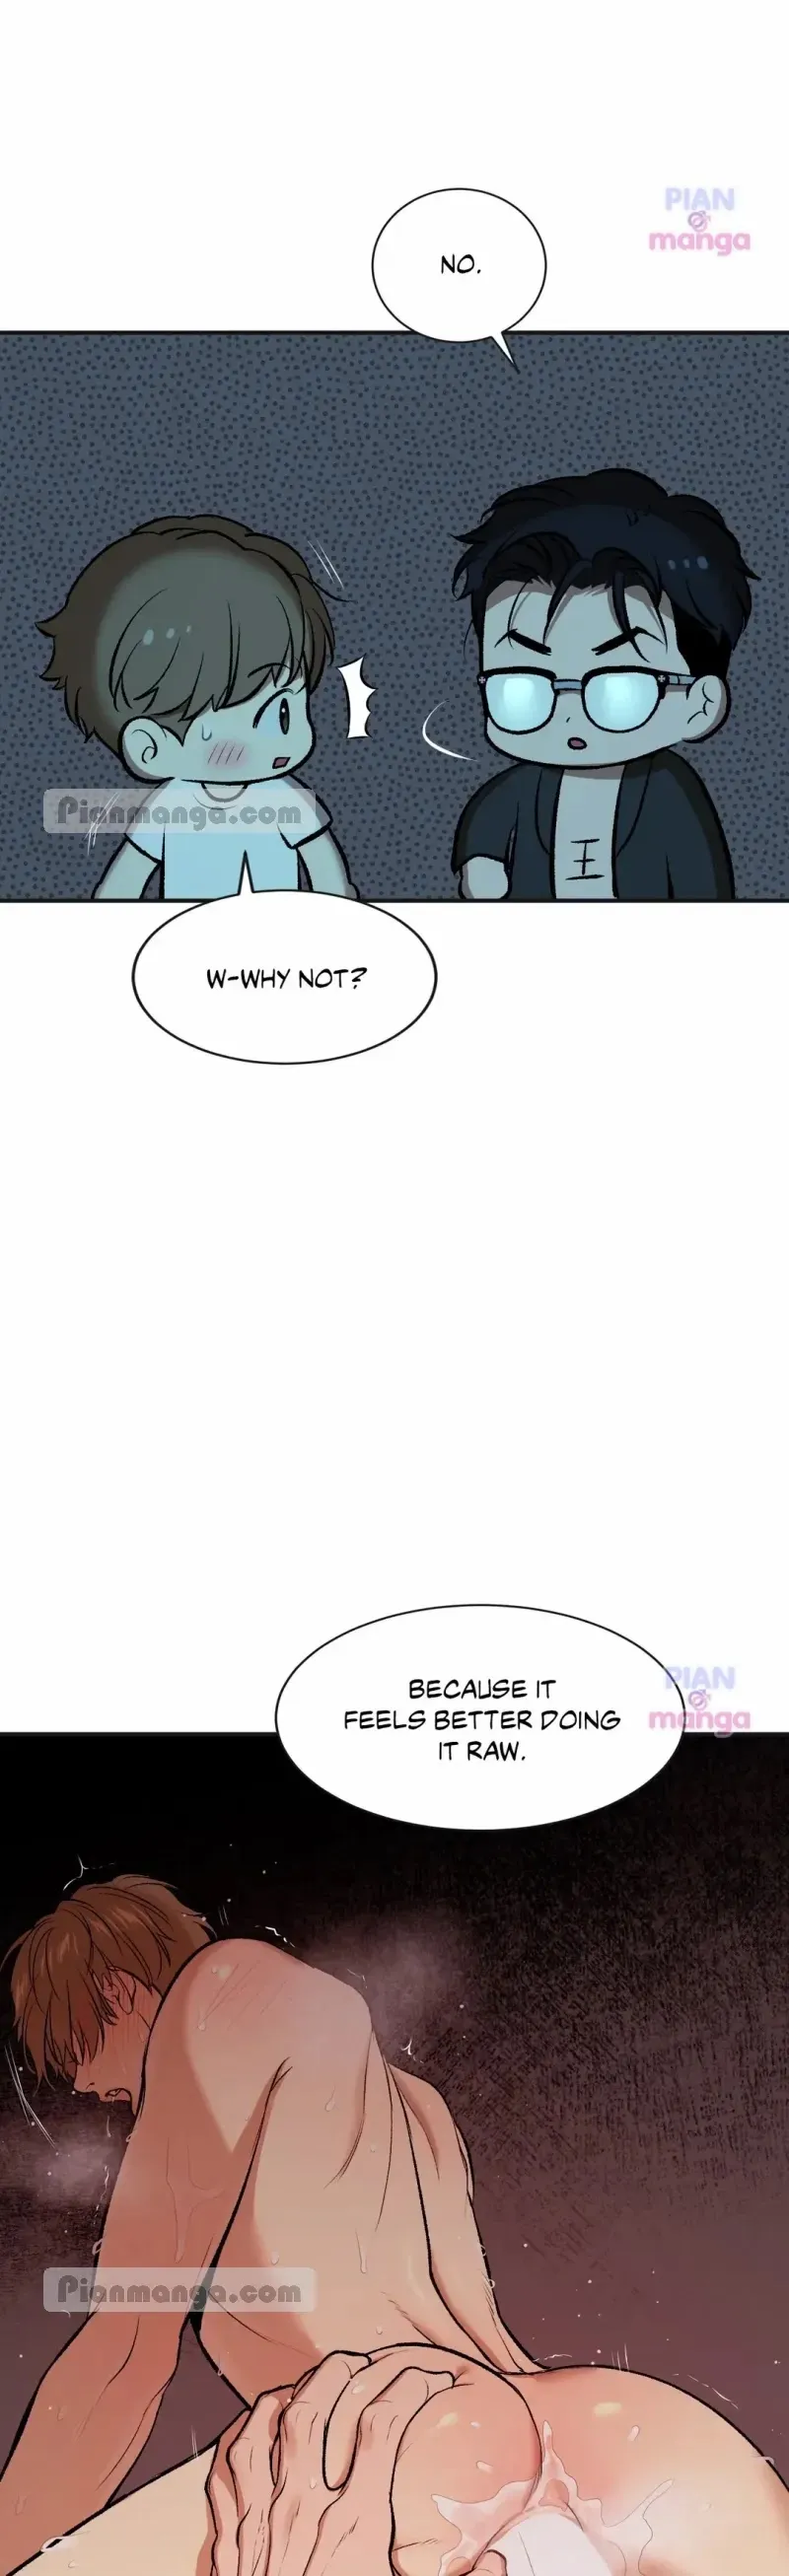 PIAN
manga
NO.
Pianmanga.com
W-WHY NOT?
BECAUSE IT
FEELS BETTER DOING
IT RAW.
PIAN
manga
Pianmanga.com